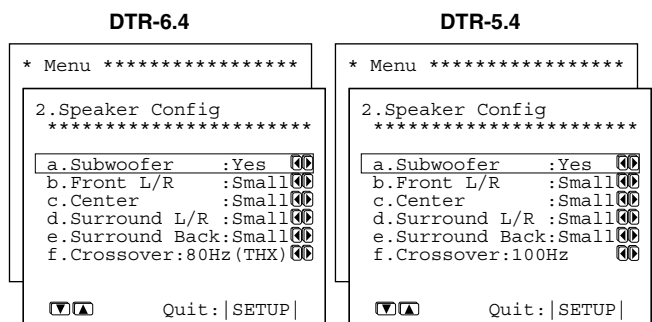 DTR-6.4
* Menu *****************
2.Speaker Config
***********************
a.Subwoofer :Yes
b.Front L/R :Small
c.Center :Small
d.Surround L/R :Small
e.Surround Back:Small
f.Crossover:80Hz(THX)
Quit:|SETUP|
DTR-5.4
* Menu *****************
2.Speaker Config
***********************
a.Subwoofer :Yes
b.Front L/R :Small
c.Center :Small
d.Surround L/R :Small
e.Surround Back:Small
f.Crossover:100Hz
Quit:|SETUP|